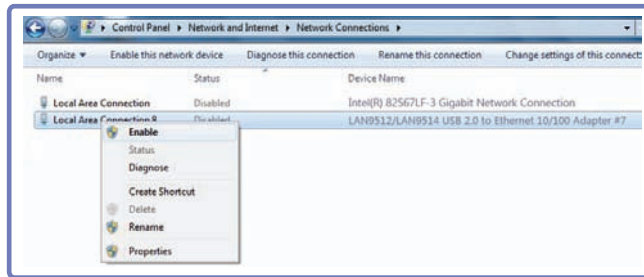 Control Panel ▸ Network and Internet ▸ Network Connections ▸
Organize ▼ Enable this network device Diagnose this connection Rename this connection Change settings of this connect
Name Status Device Name
Local Area Connection Disabled Intel(R) 82567LF-3 Gigabit Network Connection
Local Area Connection 8 Disabled LAN9512/LAN9514 USB 2.0 to Ethernet 10/100 Adapter #7
Enable
Status
Diagnose
Create Shortcut
Delete
Rename
Properties